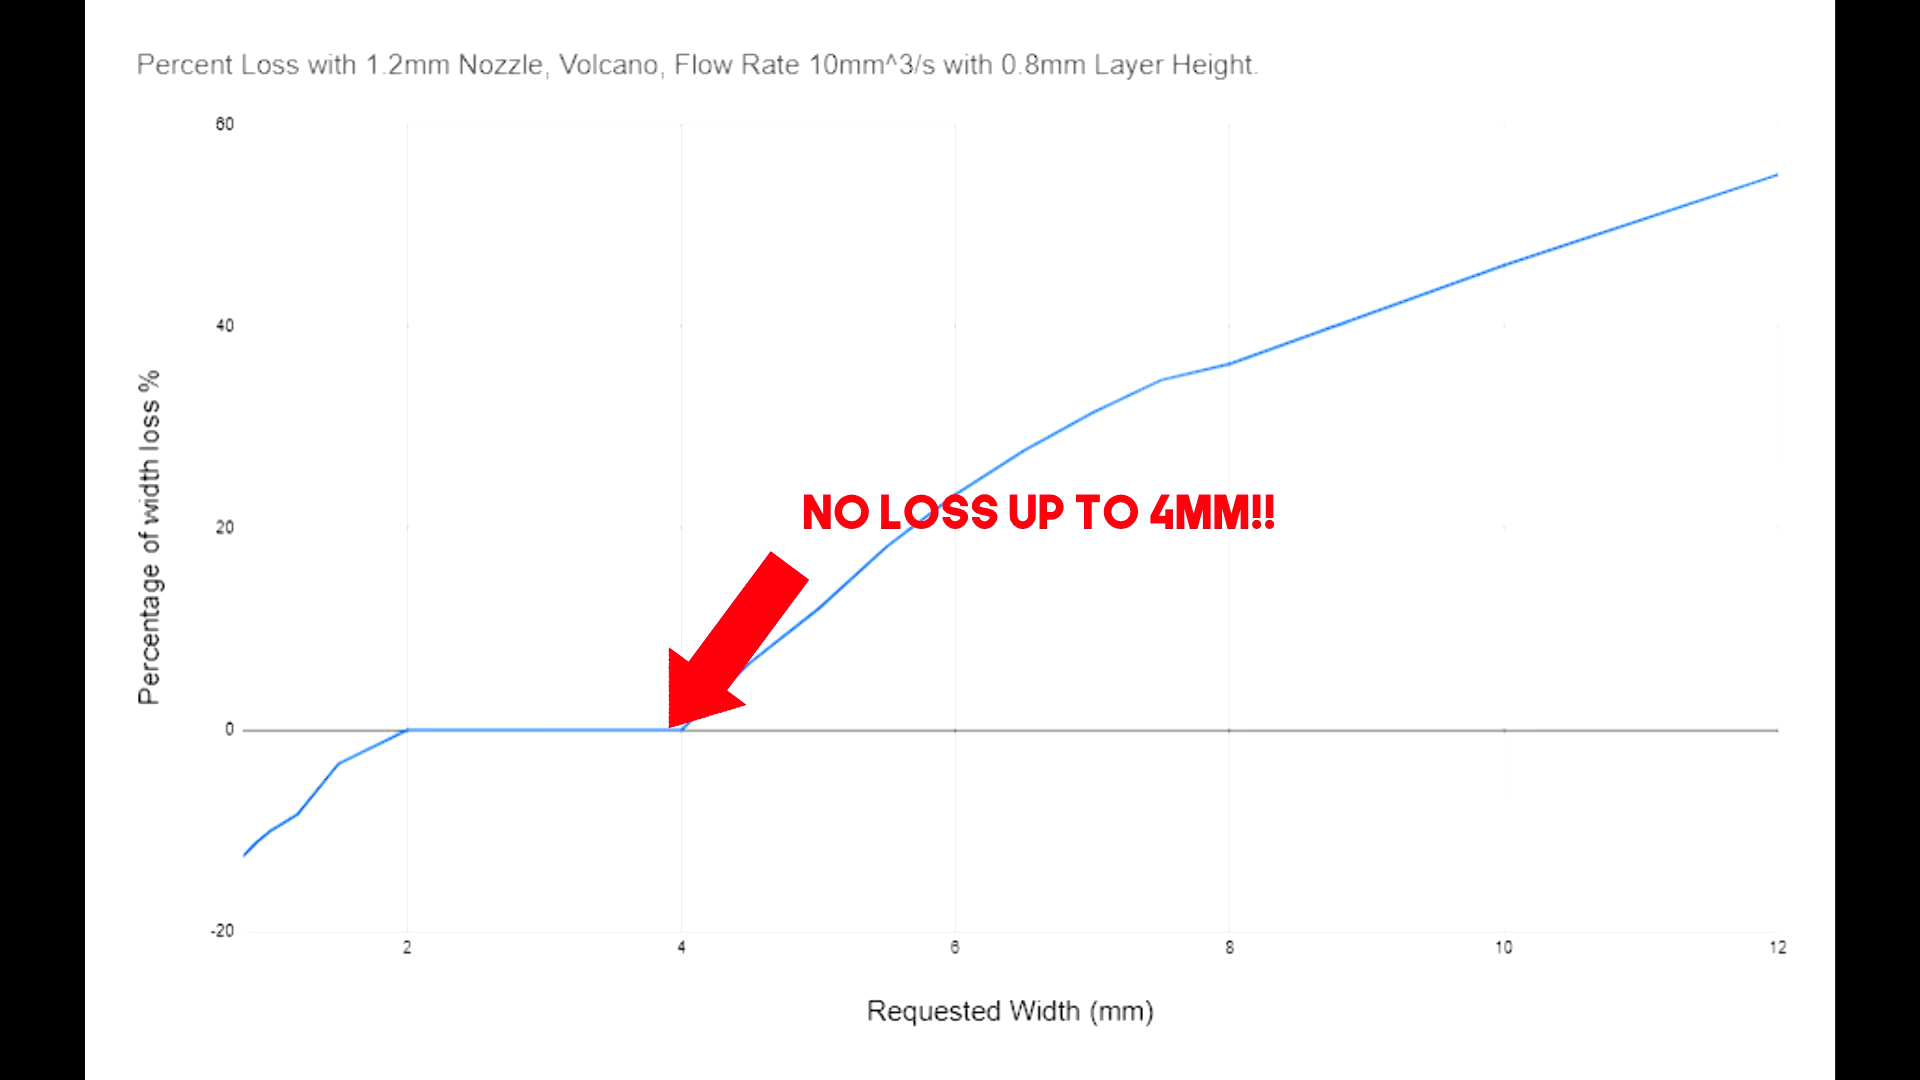 Percent Loss with 1.2mm Nozzle, Volcano, Flow Rate 10mm^3/s with 0.8mm Layer Height.
60
40
20
0
-20
Percentage of width loss %
NO LOSS UP TO 4MM!!
2 4 6 8 10 12
Requested Width (mm)